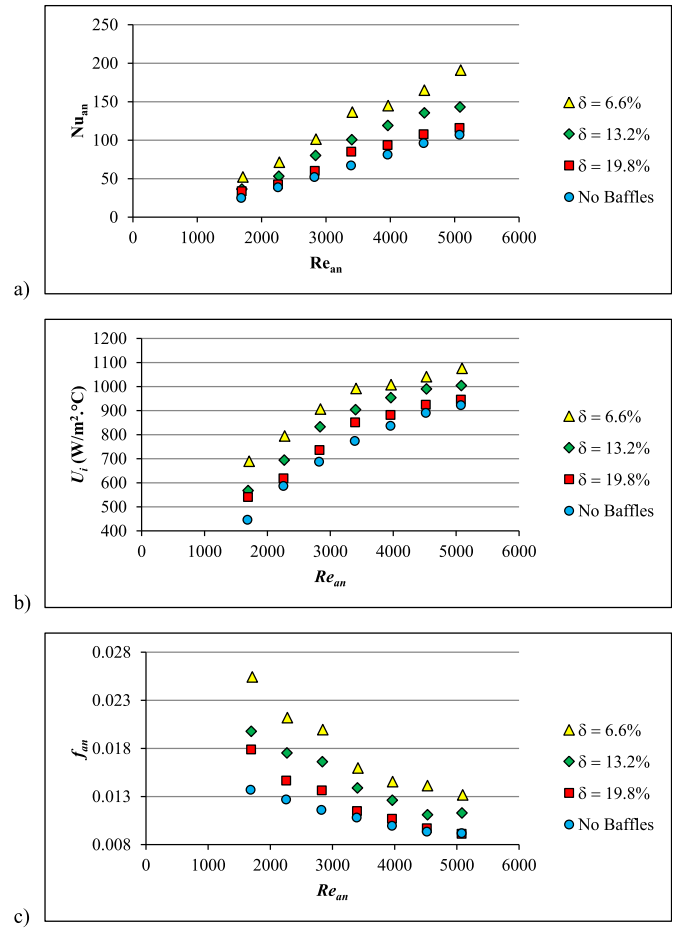 250
200
150
100
50
0
Nu_an
0 1000 2000 3000 4000 5000 6000
Re_an
δ = 6.6%
δ = 13.2%
δ = 19.8%
No Baffles
a)
1200
1100
1000
900
800
700
600
500
400
U_i (W/m².°C)
0 1000 2000 3000 4000 5000 6000
Re_an
δ = 6.6%
δ = 13.2%
δ = 19.8%
No Baffles
b)
0.028
0.023
0.018
0.013
0.008
f_an
0 1000 2000 3000 4000 5000 6000
Re_an
δ = 6.6%
δ = 13.2%
δ = 19.8%
No Baffles
c)